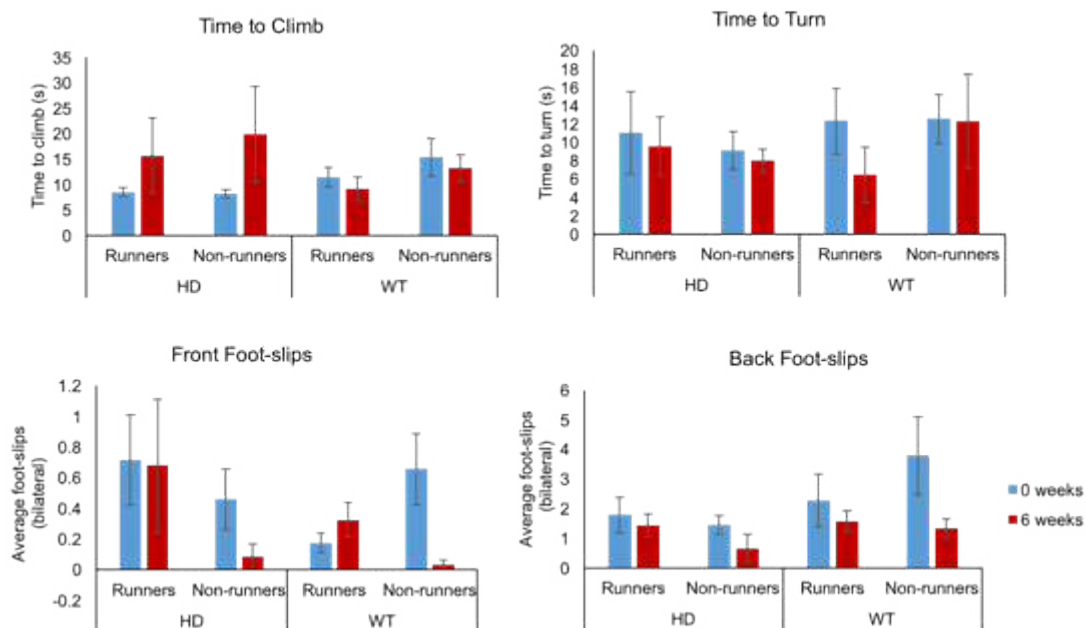 Time to Climb
Time to climb (s)
35
30
25
20
15
10
5
0
Runners Non-runners Runners Non-runners
HD WT
Time to Turn
Time to turn (s)
20
18
16
14
12
10
8
6
4
2
0
Runners Non-runners Runners Non-runners
HD WT
Front Foot-slips
Average foot-slips
(bilateral)
1.2
1
0.8
0.6
0.4
0.2
0
-0.2
Runners Non-runners Runners Non-runners
HD WT
Back Foot-slips
Average foot-slips
(bilateral)
6
5
4
3
2
1
0
Runners Non-runners Runners Non-runners
HD WT
0 weeks
6 weeks